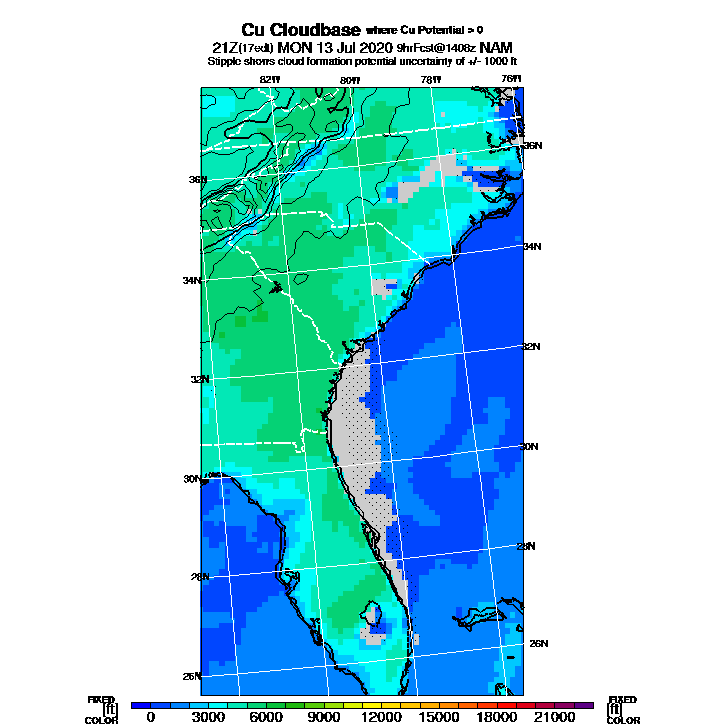 Cu Cloudbase where Cu Potential > 0
21Z(17edt) MON 13 Jul 2020 9hrFcst@1408z NAM
Stipple shows cloud formation potential uncertainty of +/- 1000 ft
82W 80W 78W 76W
36N
36N
34N
34N
32N
32N
30N
30N
28N
28N
26N
26N
FIXED FIXED
[ft] [ft]
COLOR COLOR
0 3000 6000 9000 12000 15000 18000 21000